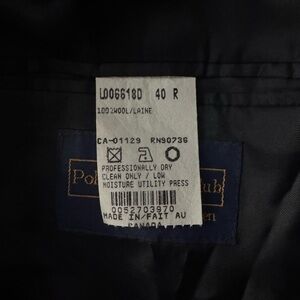 L006618D 40 R
100%WOOL/LAINE
CA-01129 RN90736
PROFESSIONALLY DRY
CLEAN ONLY / LOW
MOISTURE UTILITY PRESS
0052703970
MADE IN/FAIT AU
CANADA